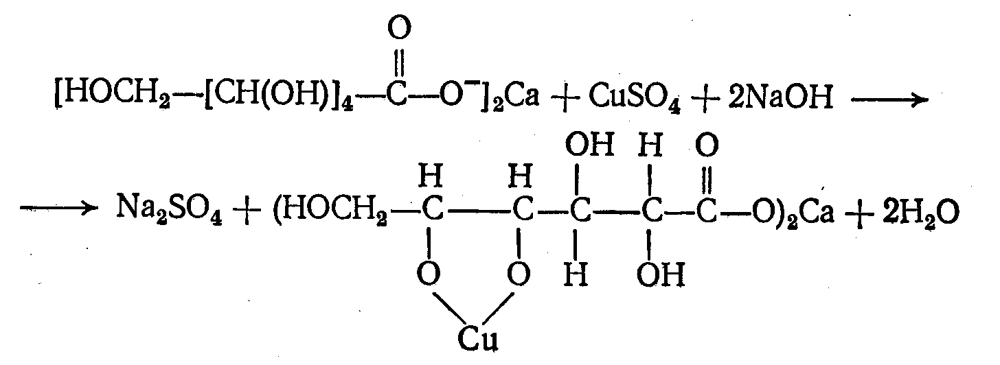 O
[HOCH₂—[CH(OH)]₄—C—O⁻]₂Ca + CuSO₄ + 2NaOH ⟶
OH H O
H H
⟶ Na₂SO₄ + (HOCH₂—C—C—C—C—C—O)₂Ca + 2H₂O
O O H OH
Cu